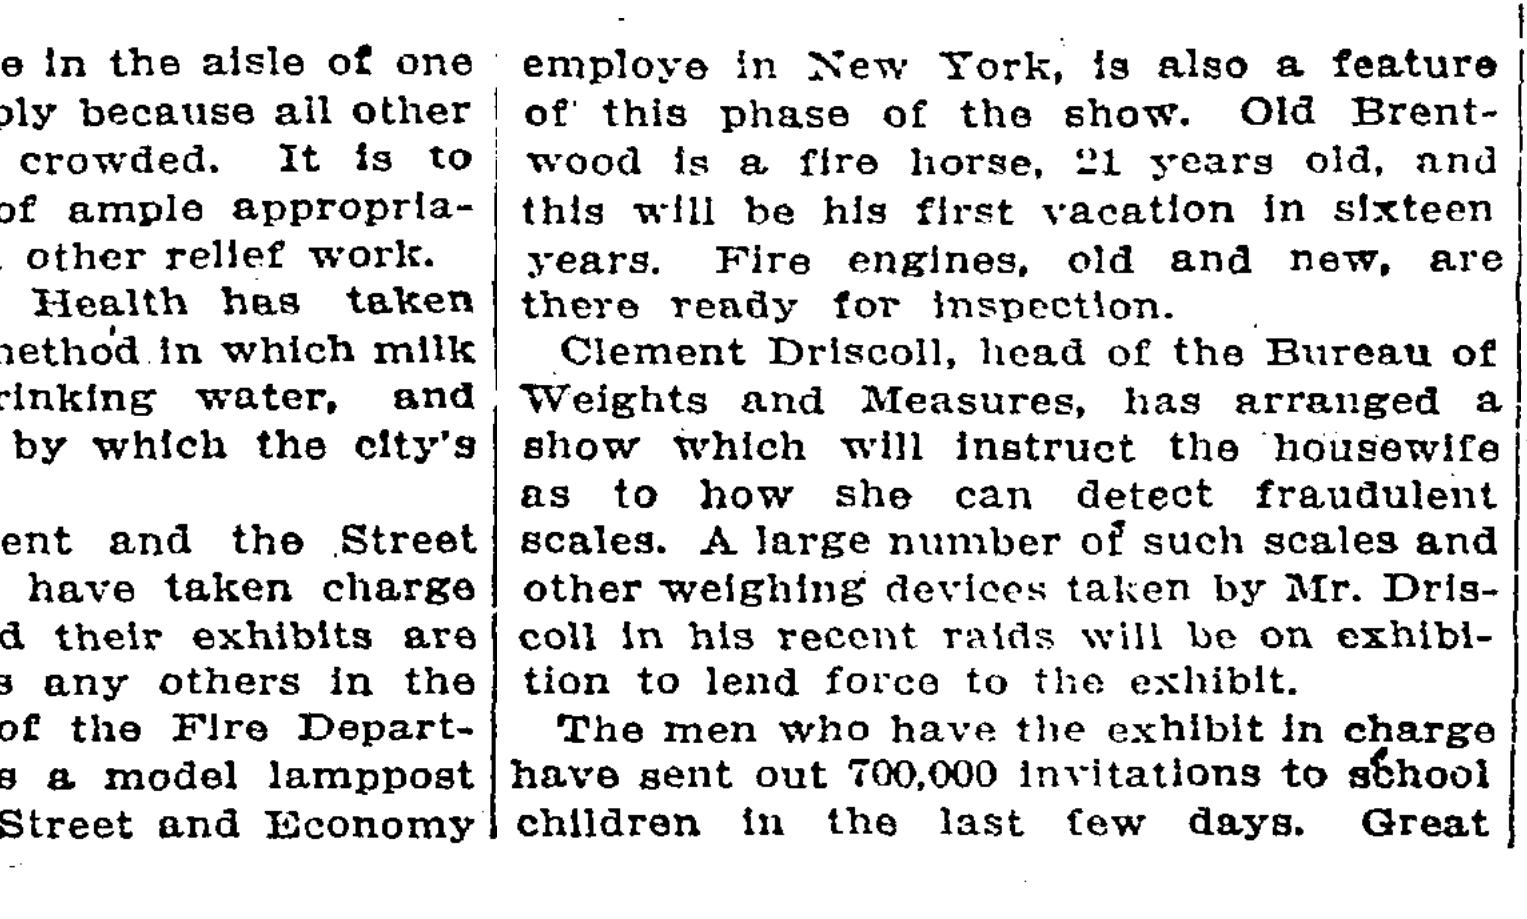 e in the aisle of one
ply because all other
crowded. It is to
of ample appropria-
other relief work.
Health has taken
method in which milk
rinking water, and
by which the city's
ent and the Street
have taken charge
d their exhibits are
s any others in the
of the Fire Depart-
s a model lamppost
Street and Economy
employe in New York, is also a feature
of this phase of the show. Old Brent-
wood is a fire horse, 21 years old, and
this will be his first vacation in sixteen
years. Fire engines, old and new, are
there ready for inspection.
Clement Driscoll, head of the Bureau of
Weights and Measures, has arranged a
show which will instruct the housewife
as to how she can detect fraudulent
scales. A large number of such scales and
other weighing devices taken by Mr. Dris-
coll in his recent raids will be on exhibi-
tion to lend force to the exhibit.
The men who have the exhibit in charge
have sent out 700,000 invitations to school
children in the last few days. Great